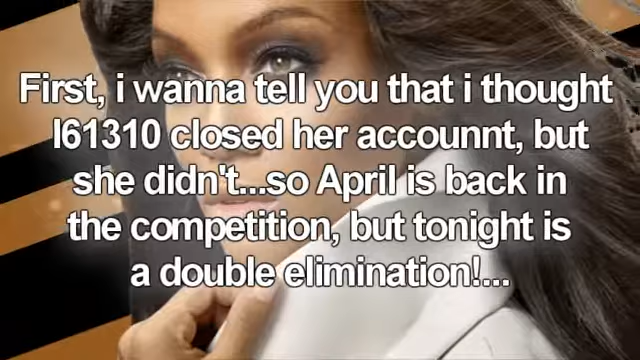 First, i wanna tell you that i thought
I61310 closed her accounnt, but
she didn't...so April is back in
the competition, but tonight is
a double elimination!...